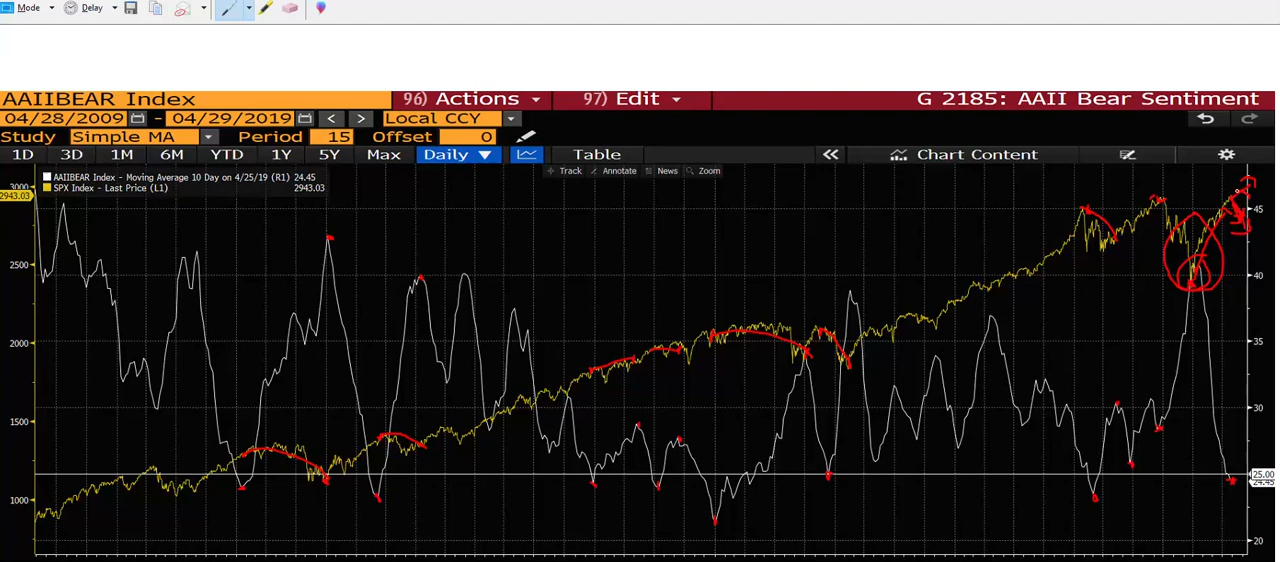 Mode Delay
AAIIBEAR Index 96) Actions 97) Edit G 2185: AAII Bear Sentiment
04/28/2009 - 04/29/2019 < > Local CCY
Study Simple MA Period 15 Offset 0
1D 3D 1M 6M YTD 1Y 5Y Max Daily Table Chart Content
Track Annotate News Zoom
AAIIBEAR Index - Moving Average 10 Day on 4/25/19 (R1) 24.45
SPX Index - Last Price (L1) 2943.03
3000
2943.03
45
2500
40
2000
35
1500
30
25.00
24.45
1000
20